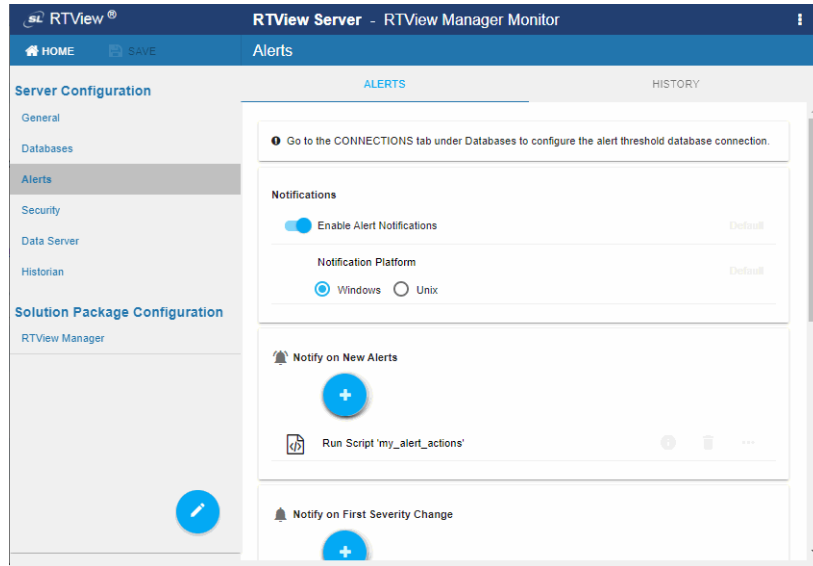 SL RTView ®
RTView Server - RTView Manager Monitor
HOME
SAVE
Alerts
Server Configuration
General
Databases
Alerts
Security
Data Server
Historian
Solution Package Configuration
RTView Manager
ALERTS
HISTORY
Go to the CONNECTIONS tab under Databases to configure the alert threshold database connection.
Notifications
Enable Alert Notifications
Default
Notification Platform
Default
Windows
Unix
Notify on New Alerts
Run Script 'my_alert_actions'
Notify on First Severity Change